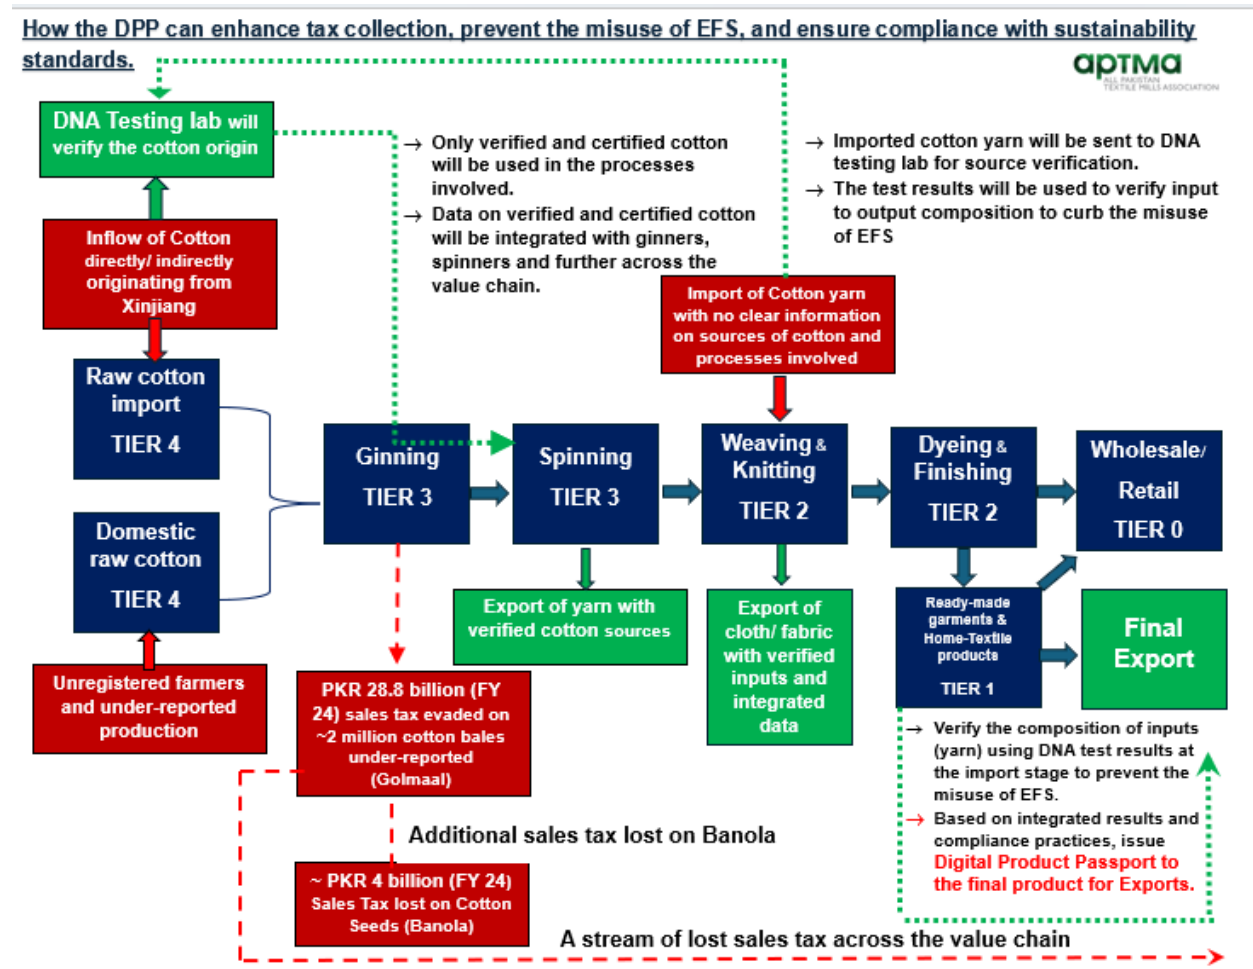 How the DPP can enhance tax collection, prevent the misuse of EFS, and ensure compliance with sustainability
standards.
aPTMa
ALL PAKISTAN
TEXTILE MILLS ASSOCIATION
DNA Testing lab will
verify the cotton origin
→ Only verified and certified cotton
will be used in the processes
involved.
→ Data on verified and certified cotton
will be integrated with ginners,
spinners and further across the
value chain.
→ Imported cotton yarn will be sent to DNA
testing lab for source verification.
→ The test results will be used to verify input
to output composition to curb the misuse
of EFS
Inflow of Cotton
directly/ indirectly
originating from
Xinjiang
Import of Cotton yarn
with no clear information
on sources of cotton and
processes involved
Raw cotton
import
TIER 4
Domestic
raw cotton
TIER 4
Ginning
TIER 3
Spinning
TIER 3
Weaving &
Knitting
TIER 2
Dyeing &
Finishing
TIER 2
Wholesale/
Retail
TIER 0
Unregistered farmers
and under-reported
production
Export of yarn with
verified cotton sources
Export of
cloth/ fabric
with verified
inputs and
integrated
data
Ready-made
garments &
Home-Textile
products
TIER 1
Final
Export
PKR 28.8 billion (FY
24) sales tax evaded on
~2 million cotton bales
under-reported
(Golmaal)
→ Verify the composition of inputs
(yarn) using DNA test results at
the import stage to prevent the
misuse of EFS.
→ Based on integrated results and
compliance practices, issue
Digital Product Passport to
the final product for Exports.
Additional sales tax lost on Banola
~ PKR 4 billion (FY 24)
Sales Tax lost on Cotton
Seeds (Banola)
A stream of lost sales tax across the value chain